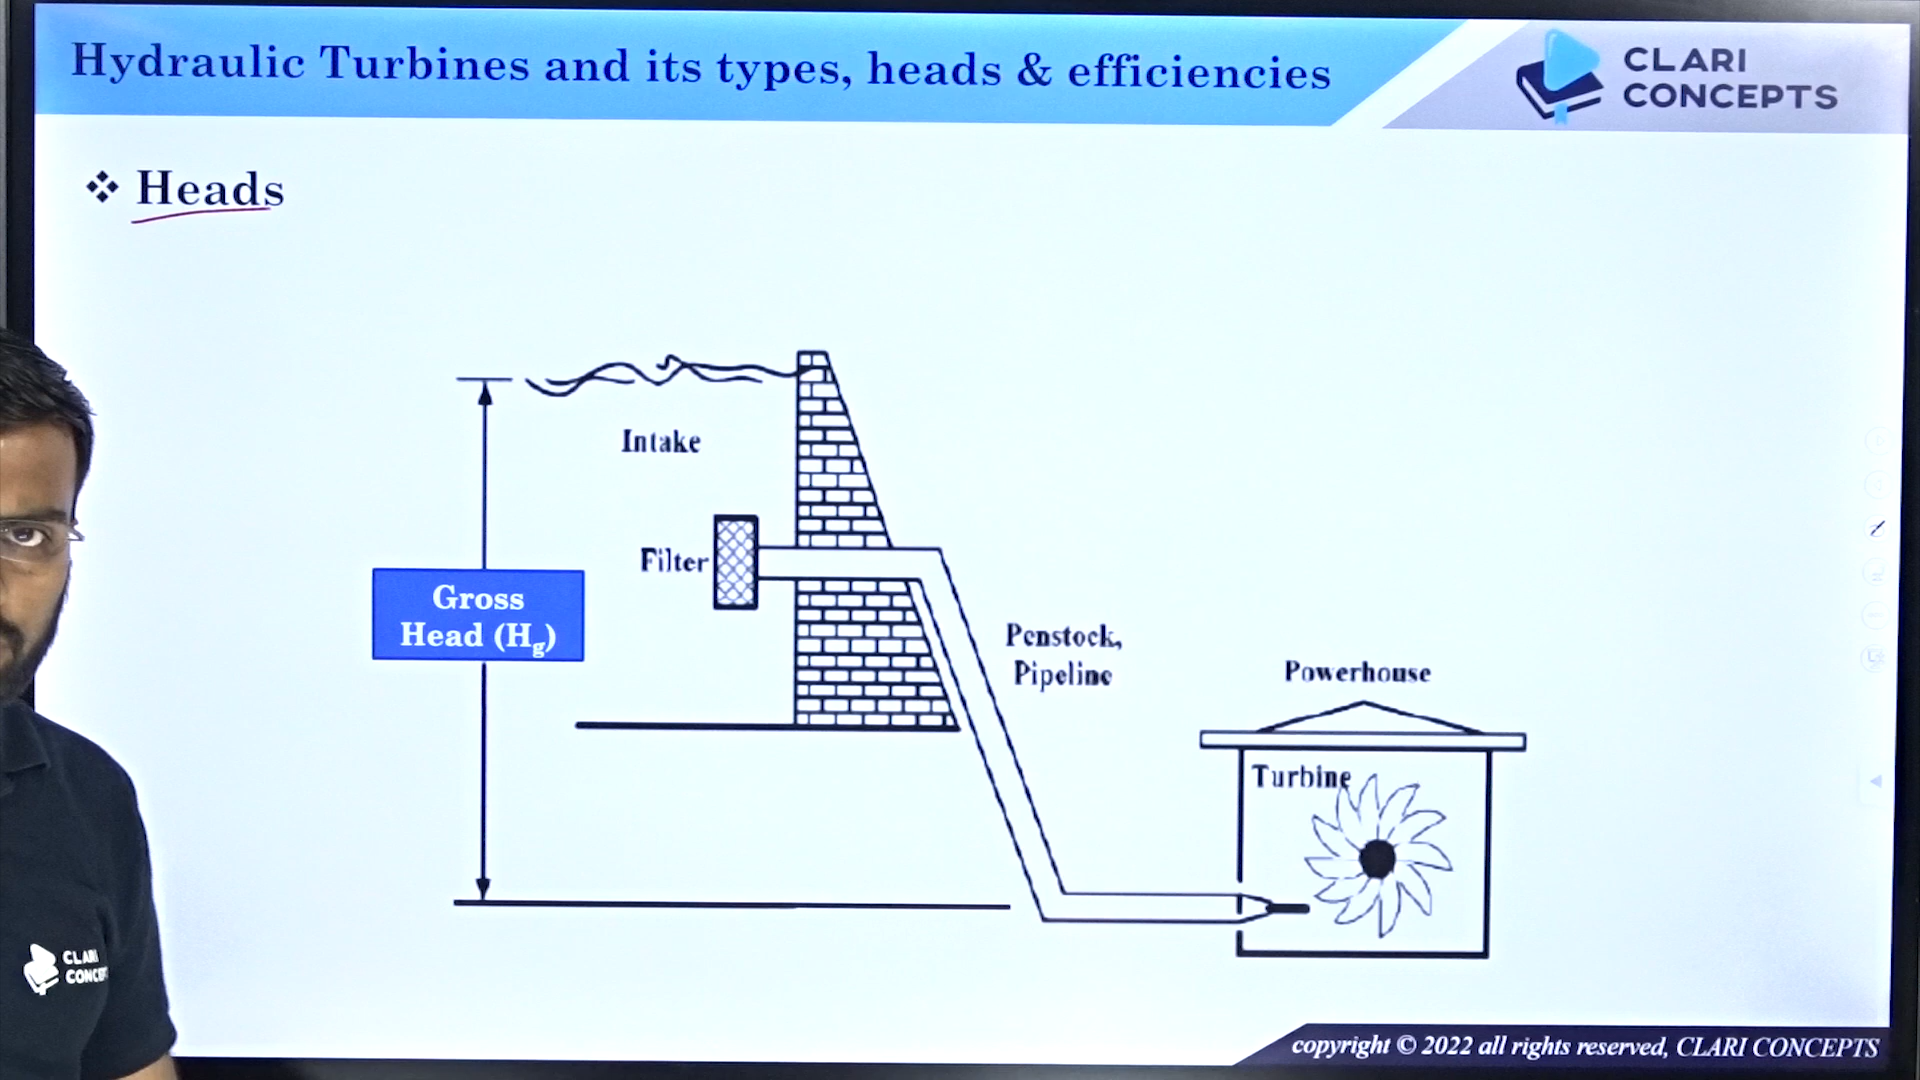 Hydraulic Turbines and its types, heads & efficiencies
CLARI
CONCEPTS
❖ Heads
Intake
Filter
Gross
Head (Hg)
Penstock,
Pipeline
Powerhouse
Turbine
CLARI
copyright © 2022 all rights reserved, CLARI CONCEPTS